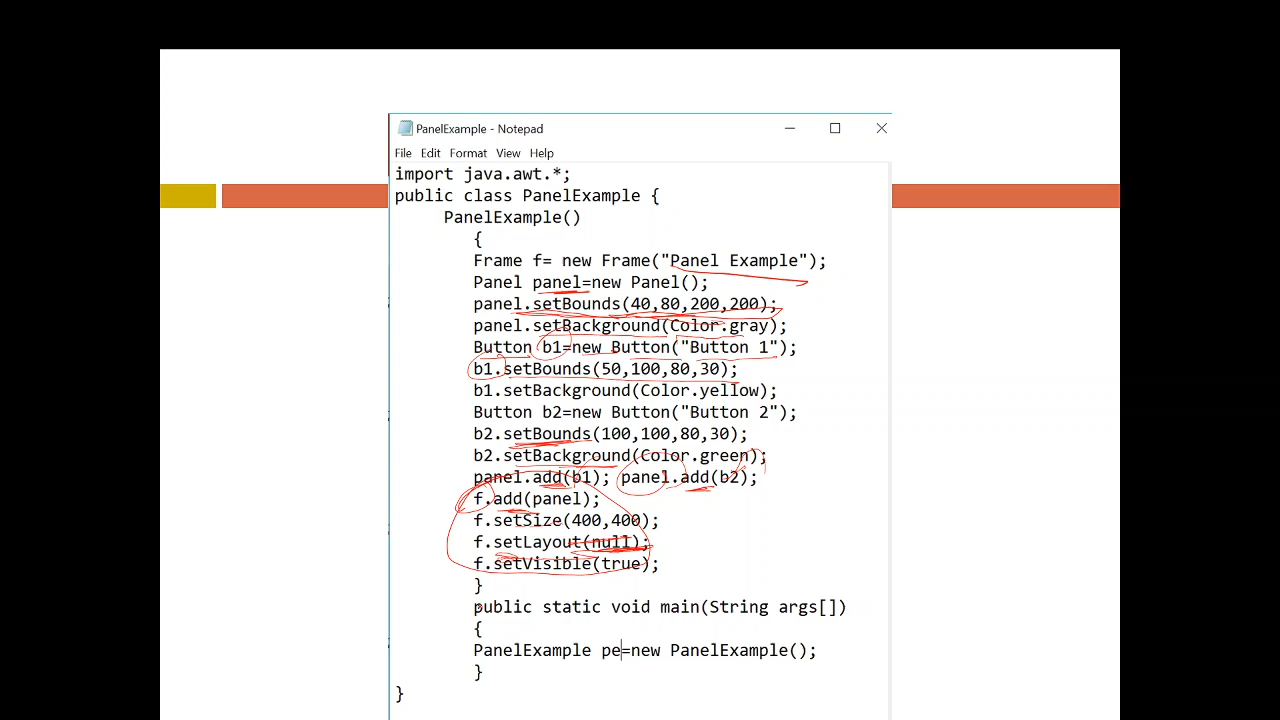 PanelExample - Notepad
File Edit Format View Help
import java.awt.*;
public class PanelExample {
PanelExample()
{
Frame f= new Frame("Panel Example");
Panel panel=new Panel();
panel.setBounds(40,80,200,200);
panel.setBackground(Color.gray);
Button b1=new Button("Button 1");
b1.setBounds(50,100,80,30);
b1.setBackground(Color.yellow);
Button b2=new Button("Button 2");
b2.setBounds(100,100,80,30);
b2.setBackground(Color.green);
panel.add(b1); panel.add(b2);
f.add(panel);
f.setSize(400,400);
f.setLayout(null);
f.setVisible(true);
}
public static void main(String args[])
{
PanelExample pe=new PanelExample();
}
}